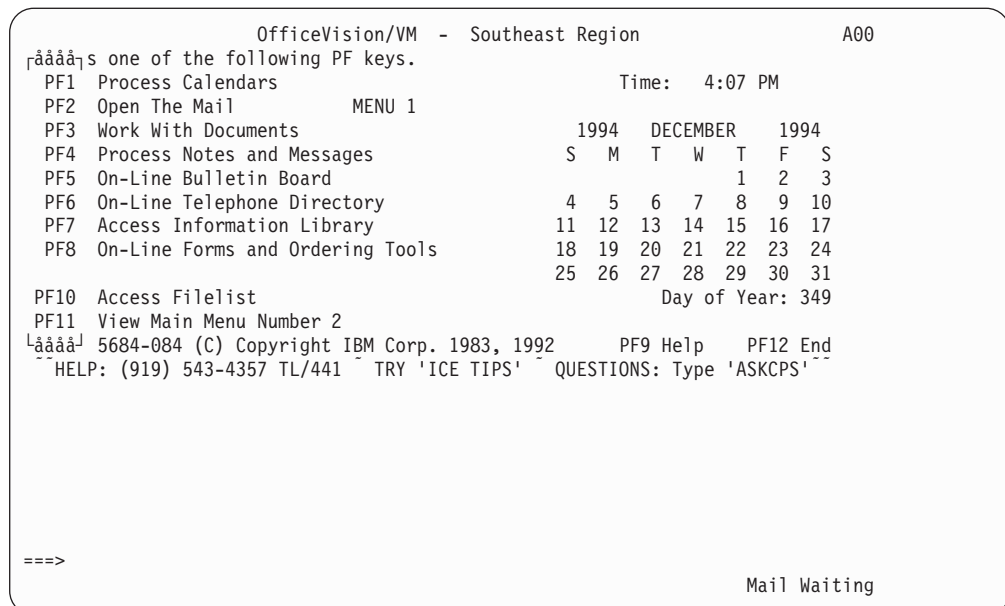 OfficeVision/VM - Southeast Region A00
┌åååå┐s one of the following PF keys.
PF1 Process Calendars Time: 4:07 PM
PF2 Open The Mail MENU 1
PF3 Work With Documents 1994 DECEMBER 1994
PF4 Process Notes and Messages S M T W T F S
PF5 On-Line Bulletin Board 1 2 3
PF6 On-Line Telephone Directory 4 5 6 7 8 9 10
PF7 Access Information Library 11 12 13 14 15 16 17
PF8 On-Line Forms and Ordering Tools 18 19 20 21 22 23 24
25 26 27 28 29 30 31
PF10 Access Filelist Day of Year: 349
PF11 View Main Menu Number 2
└åååå┘ 5684-084 (C) Copyright IBM Corp. 1983, 1992 PF9 Help PF12 End
~~HELP: (919) 543-4357 TL/441 ~ TRY 'ICE TIPS' ~ QUESTIONS: Type 'ASKCPS'~~
===>
Mail Waiting